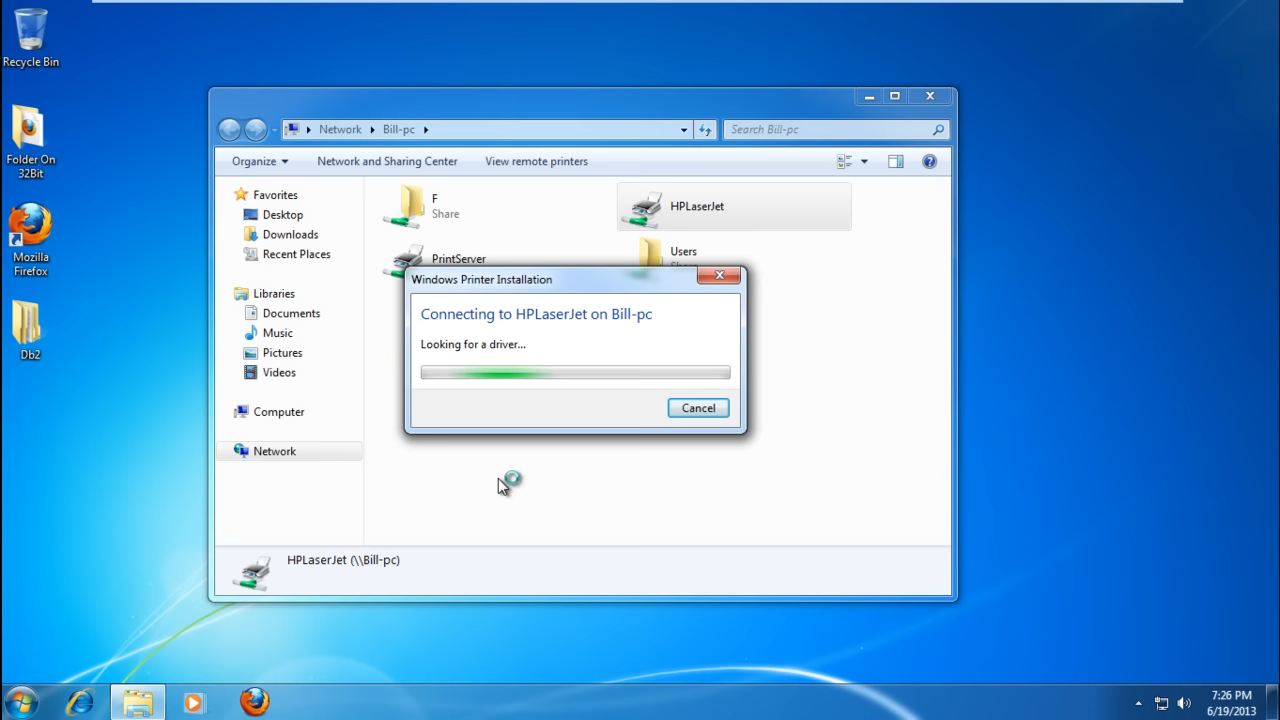 Recycle Bin
Folder On
32Bit
Mozilla
Firefox
Db2
Network
Bill-pc
Search Bill-pc
Organize
Network and Sharing Center
View remote printers
Favorites
Desktop
Downloads
Recent Places
Libraries
Documents
Music
Pictures
Videos
Computer
Network
F
Share
HPLaserJet
PrintServer
Users
Windows Printer Installation
Connecting to HPLaserJet on Bill-pc
Looking for a driver...
Cancel
HPLaserJet (\\Bill-pc)
7:26 PM
6/19/2013